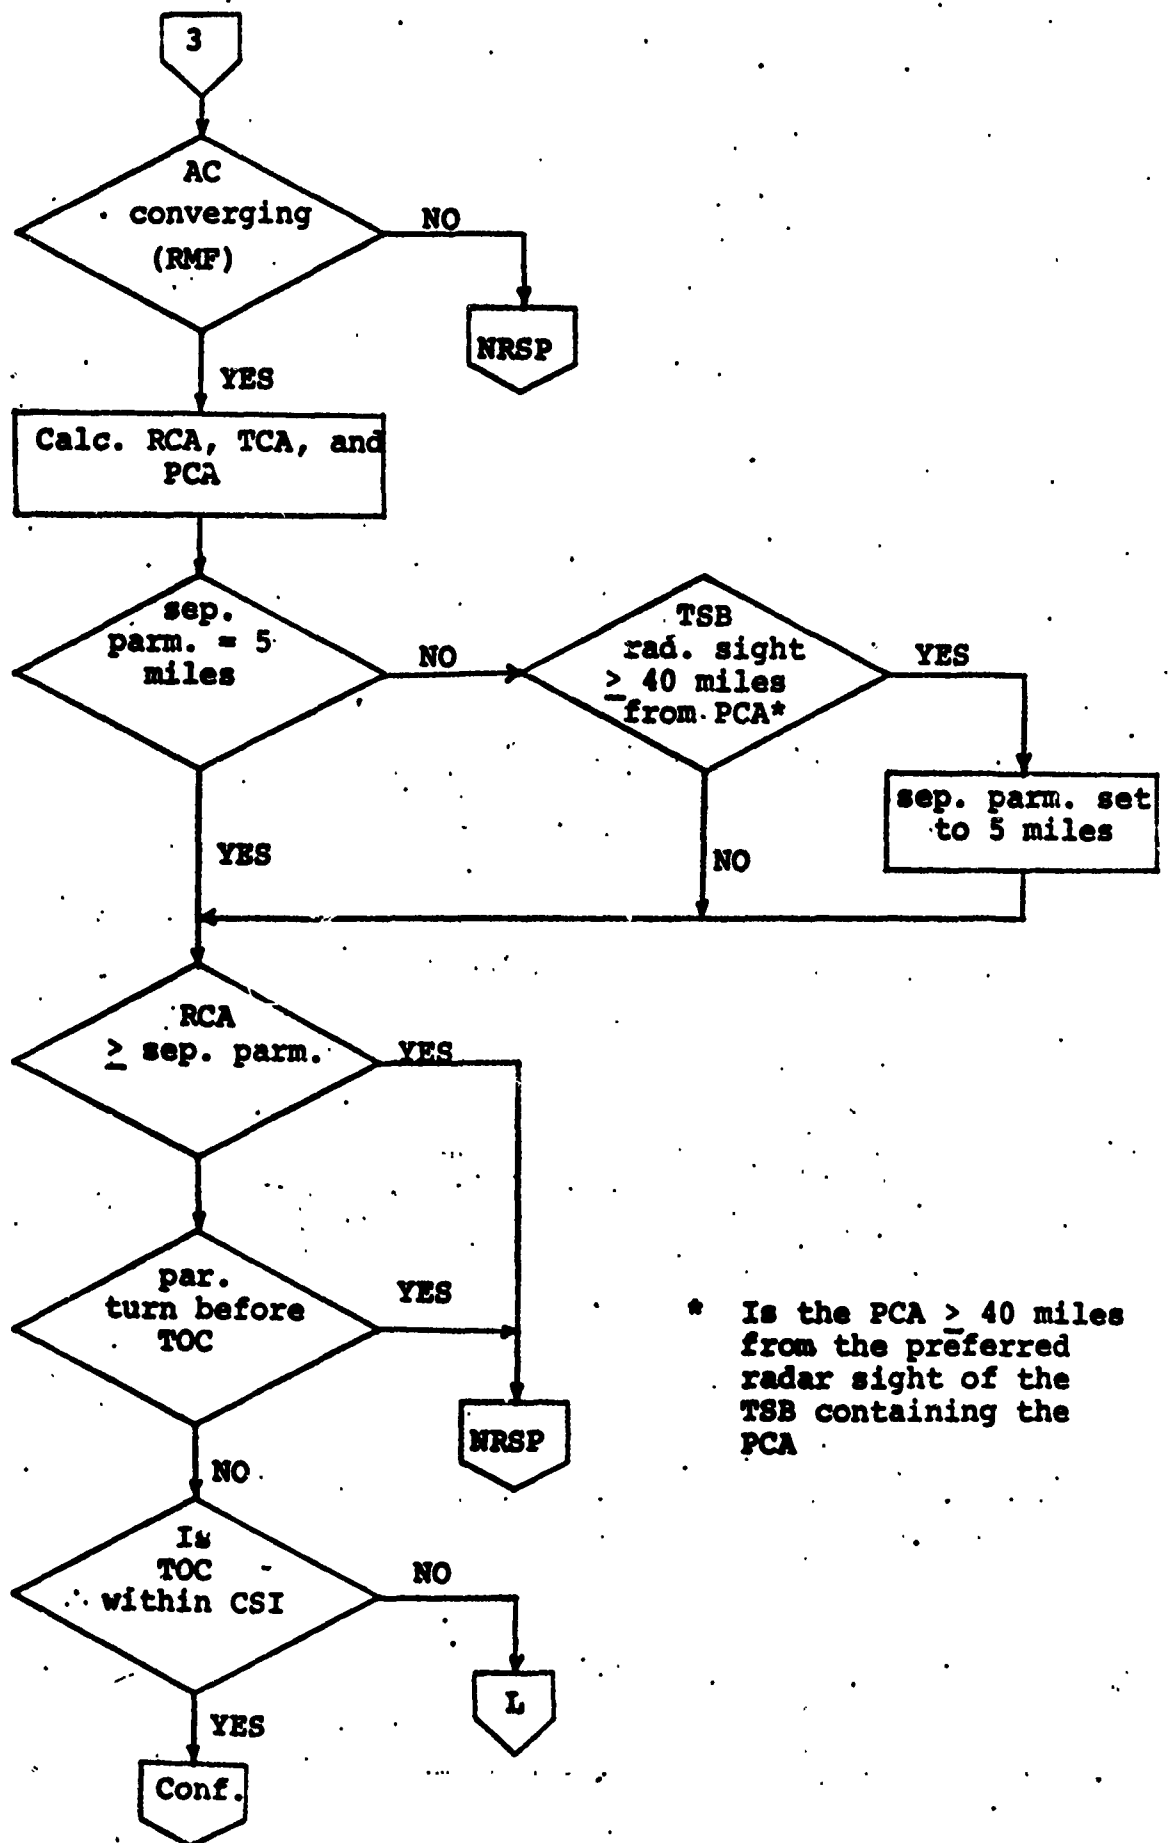 3
AC
converging
(RMF)
NO
NRSP
YES
Calc. RCA, TCA, and
PCA
sep.
parm. = 5
miles
NO
TSB
rad. sight
≥ 40 miles
from PCA*
YES
sep. parm. set
to 5 miles
YES
NO
RCA
≥ sep. parm.
YES
par.
turn before
TOC
YES
NRSP
* Is the PCA ≥ 40 miles
from the preferred
radar sight of the
TSB containing the
PCA
NO
Is
TOC
within CSI
NO
L
YES
Conf.